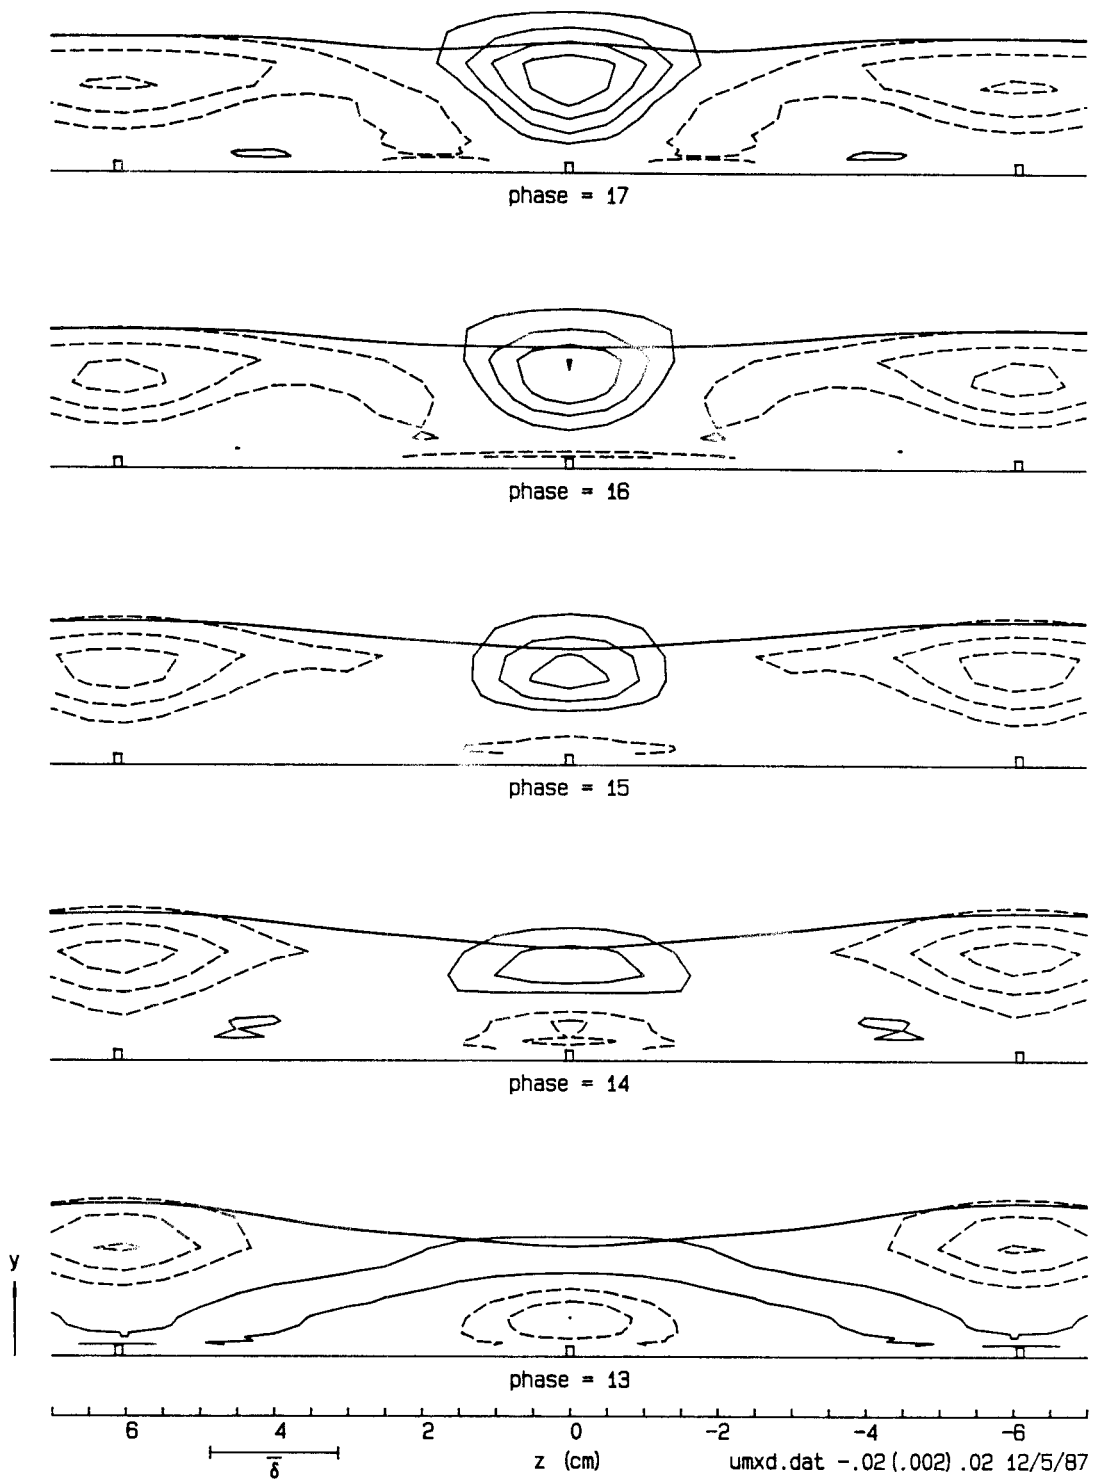 phase = 17
phase = 16
phase = 15
phase = 14
y
phase = 13
6 4 2 0 -2 -4 -6
δ̅ z (cm) umxd.dat -.02(.002) .02 12/5/87